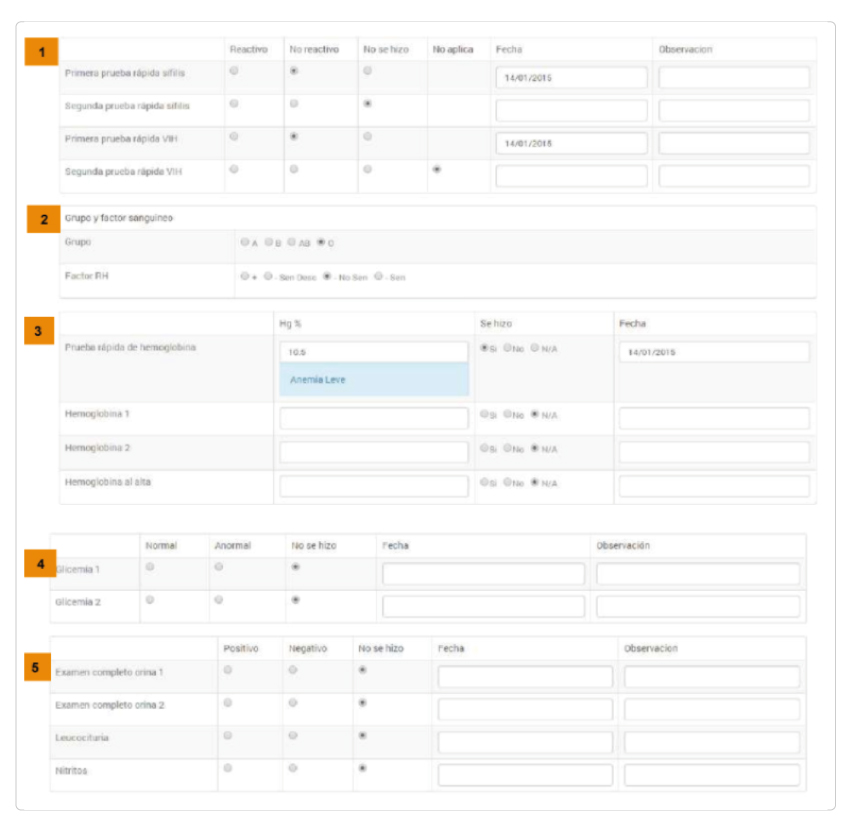 1
Reactivo No reactivo No se hizo No aplica Fecha Observacion
Primera prueba rápida sífilis 14/01/2015
Segunda prueba rápida sífilis
Primera prueba rápida VIH 14/01/2015
Segunda prueba rápida VIH
2 Grupo y factor sanguíneo
Grupo A B AB O
Factor RH + - Sen Desc - No Sen - Sen
3
Hg % Se hizo Fecha
Prueba rápida de hemoglobina 10.5 Si No N/A 14/01/2015
Anemia Leve
Hemoglobina 1 Si No N/A
Hemoglobina 2 Si No N/A
Hemoglobina al alta Si No N/A
Normal Anormal No se hizo Fecha Observación
4
Glicemia 1
Glicemia 2
Positivo Negativo No se hizo Fecha Observacion
5
Examen completo orina 1
Examen completo orina 2
Leucocituria
Nitritos